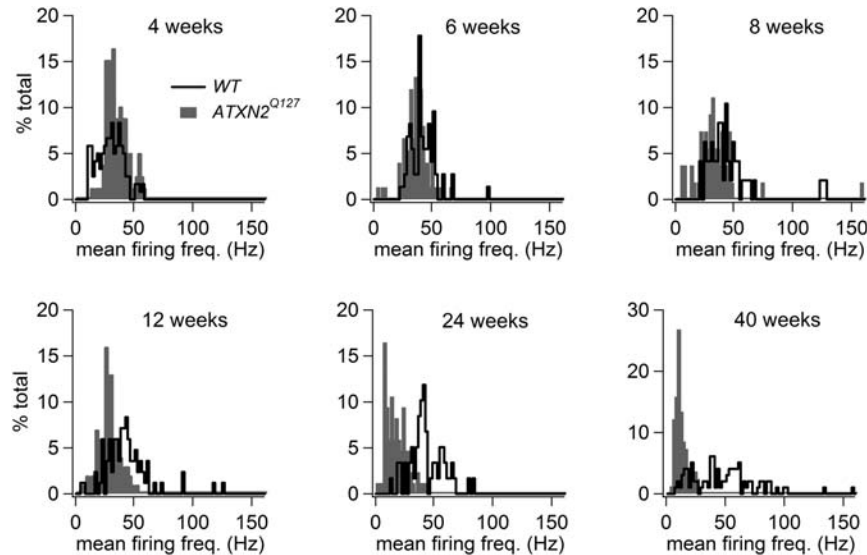 4 weeks
6 weeks
8 weeks
WT
ATXN2^Q127
% total
20
15
10
5
0
0 50 100 150
mean firing freq. (Hz)
20
15
10
5
0
0 50 100 150
mean firing freq. (Hz)
20
15
10
5
0
0 50 100 150
mean firing freq. (Hz)
12 weeks
24 weeks
40 weeks
% total
20
15
10
5
0
0 50 100 150
mean firing freq. (Hz)
20
15
10
5
0
0 50 100 150
mean firing freq. (Hz)
30
20
10
0
0 50 100 150
mean firing freq. (Hz)